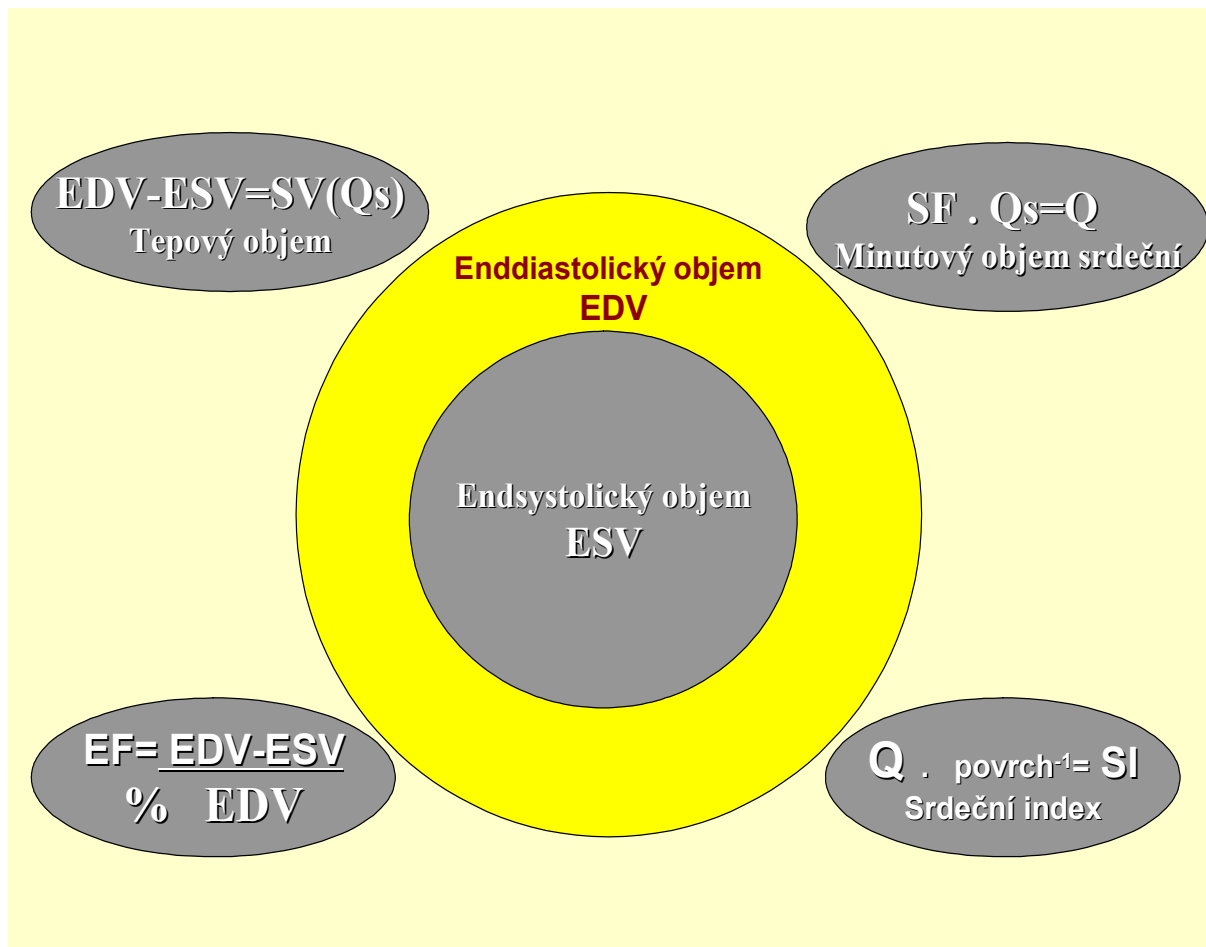 EDV-ESV=SV(Qs)
Tepový objem
SF . Qs=Q
Minutový objem srdeční
Enddiastolický objem
EDV
Endsystolický objem
ESV
EF= EDV-ESV
% EDV
Q . povrch⁻¹= SI
Srdeční index